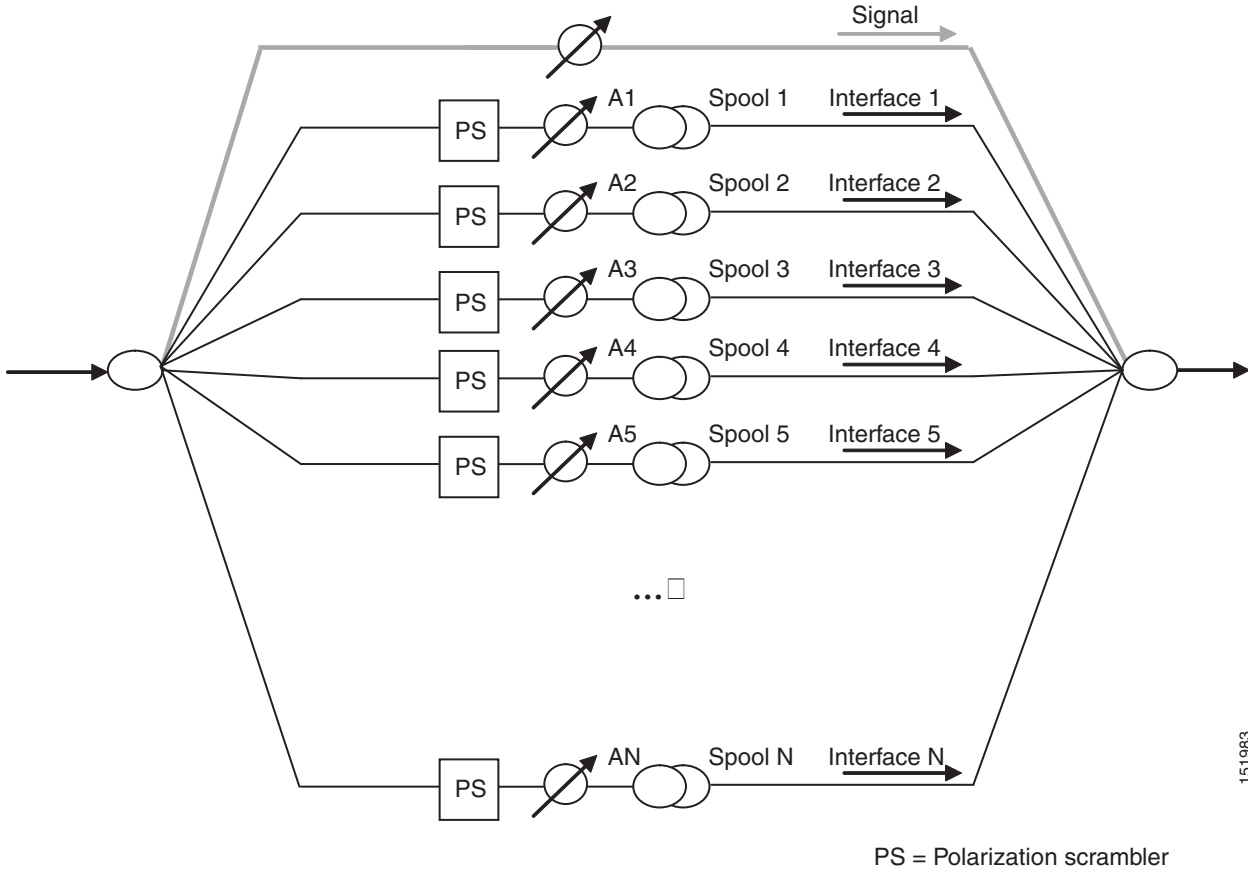 Signal
A1 Spool 1 Interface 1
PS
A2 Spool 2 Interface 2
PS
A3 Spool 3 Interface 3
PS
A4 Spool 4 Interface 4
PS
A5 Spool 5 Interface 5
PS
...□
AN Spool N Interface N
PS
151983
PS = Polarization scrambler